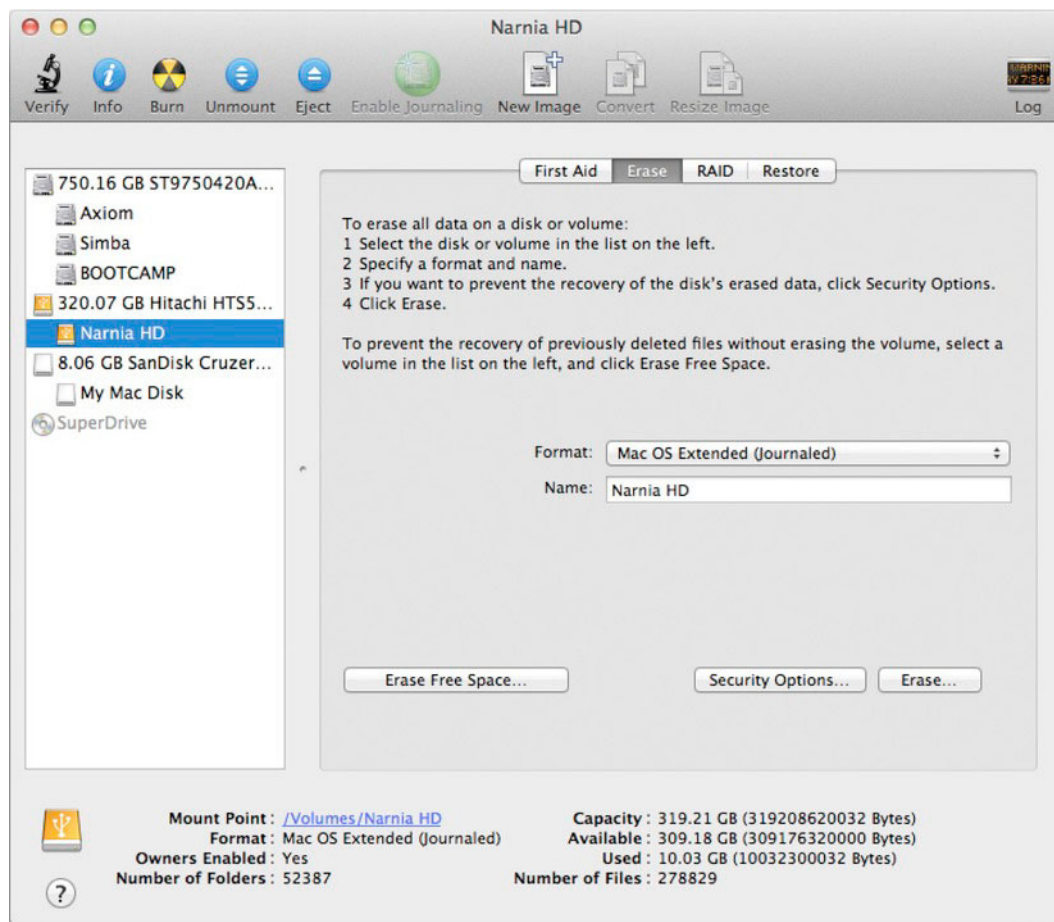 Narnia HD
Verify Info Burn Unmount Eject Enable Journaling New Image Convert Resize Image Log
First Aid Erase RAID Restore
750.16 GB ST9750420A...
Axiom
Simba
BOOTCAMP
320.07 GB Hitachi HTS5...
Narnia HD
8.06 GB SanDisk Cruzer...
My Mac Disk
SuperDrive
To erase all data on a disk or volume:
1 Select the disk or volume in the list on the left.
2 Specify a format and name.
3 If you want to prevent the recovery of the disk's erased data, click Security Options.
4 Click Erase.
To prevent the recovery of previously deleted files without erasing the volume, select a
volume in the list on the left, and click Erase Free Space.
Format: Mac OS Extended (Journaled)
Name: Narnia HD
Erase Free Space... Security Options... Erase...
Mount Point : /Volumes/Narnia HD
Format : Mac OS Extended (Journaled)
Owners Enabled : Yes
Number of Folders : 52387
Capacity : 319.21 GB (319208620032 Bytes)
Available : 309.18 GB (309176320000 Bytes)
Used : 10.03 GB (10032300032 Bytes)
Number of Files : 278829
?